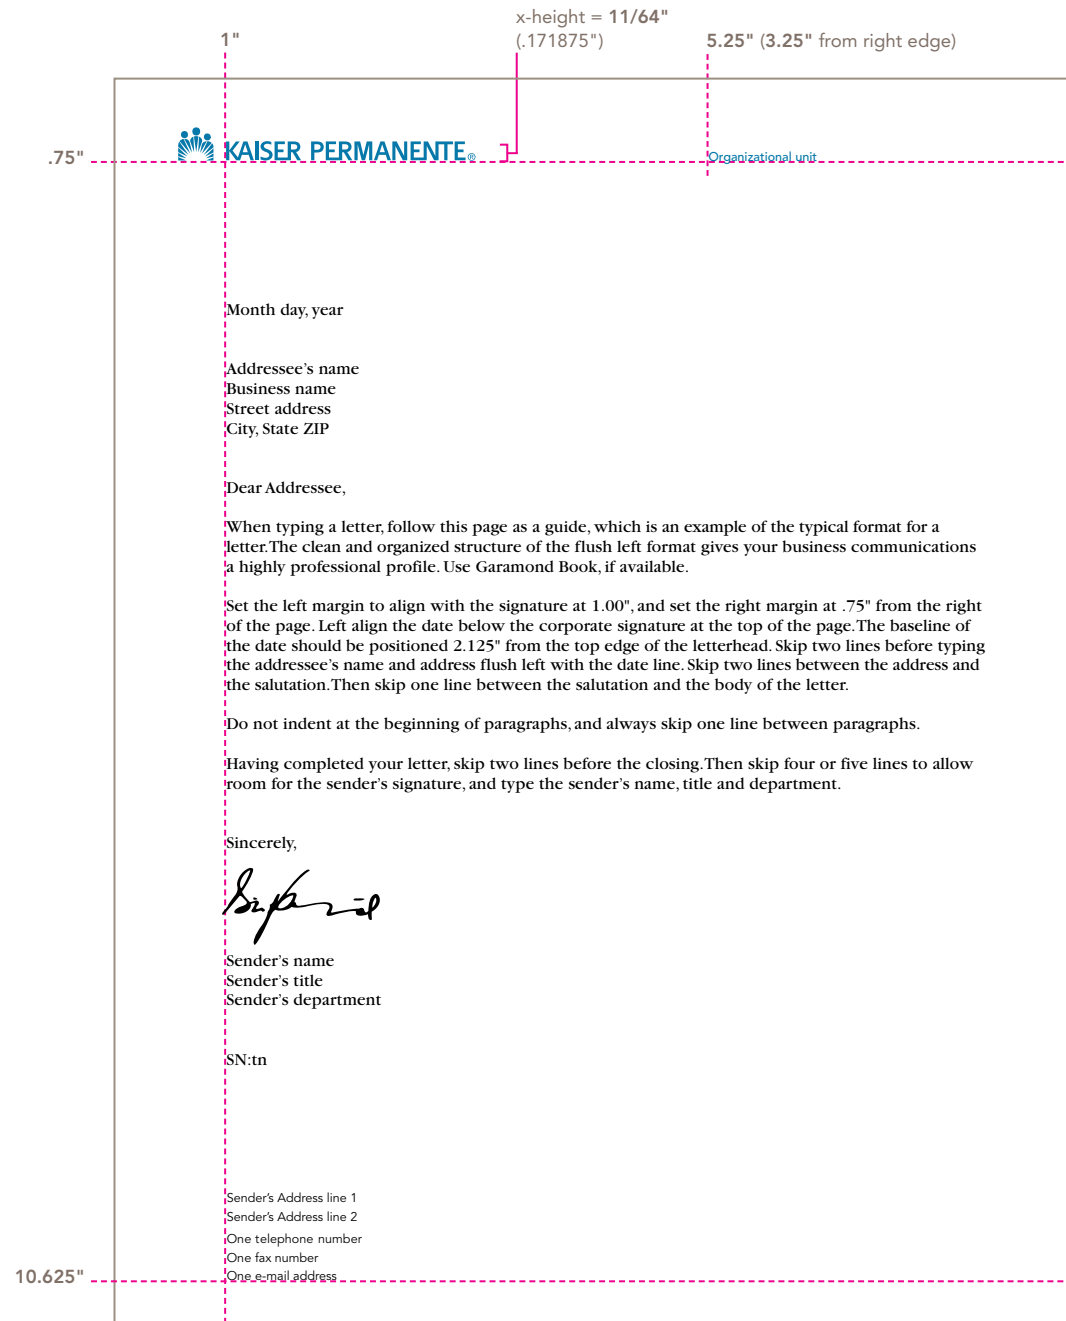 x-height = 11/64"
1" (.171875") 5.25" (3.25" from right edge)
.75" KAISER PERMANENTE® Organizational unit
Month day, year
Addressee’s name
Business name
Street address
City, State ZIP
Dear Addressee,
When typing a letter, follow this page as a guide, which is an example of the typical format for a
letter. The clean and organized structure of the flush left format gives your business communications
a highly professional profile. Use Garamond Book, if available.
Set the left margin to align with the signature at 1.00", and set the right margin at .75" from the right
of the page. Left align the date below the corporate signature at the top of the page. The baseline of
the date should be positioned 2.125" from the top edge of the letterhead. Skip two lines before typing
the addressee’s name and address flush left with the date line. Skip two lines between the address and
the salutation. Then skip one line between the salutation and the body of the letter.
Do not indent at the beginning of paragraphs, and always skip one line between paragraphs.
Having completed your letter, skip two lines before the closing. Then skip four or five lines to allow
room for the sender’s signature, and type the sender’s name, title and department.
Sincerely,
Sender’s name
Sender’s title
Sender’s department
SN:tn
Sender’s Address line 1
Sender’s Address line 2
One telephone number
One fax number
10.625" One e-mail address